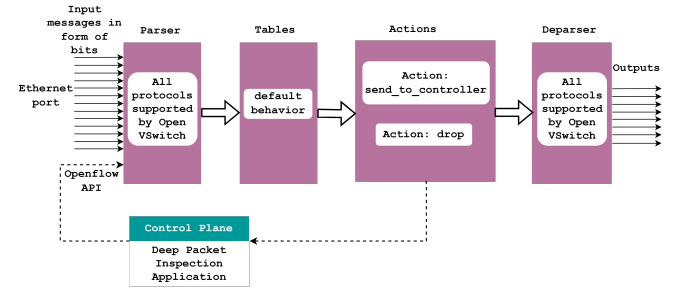 Input
messages in
form of
bits
Parser
Tables
Actions
Deparser
Ethernet
port
All
protocols
supported
by Open
VSwitch
default
behavior
Action:
send_to_controller
Action: drop
All
protocols
supported
by Open
VSwitch
Outputs
Openflow
API
Control Plane
Deep Packet
Inspection
Application